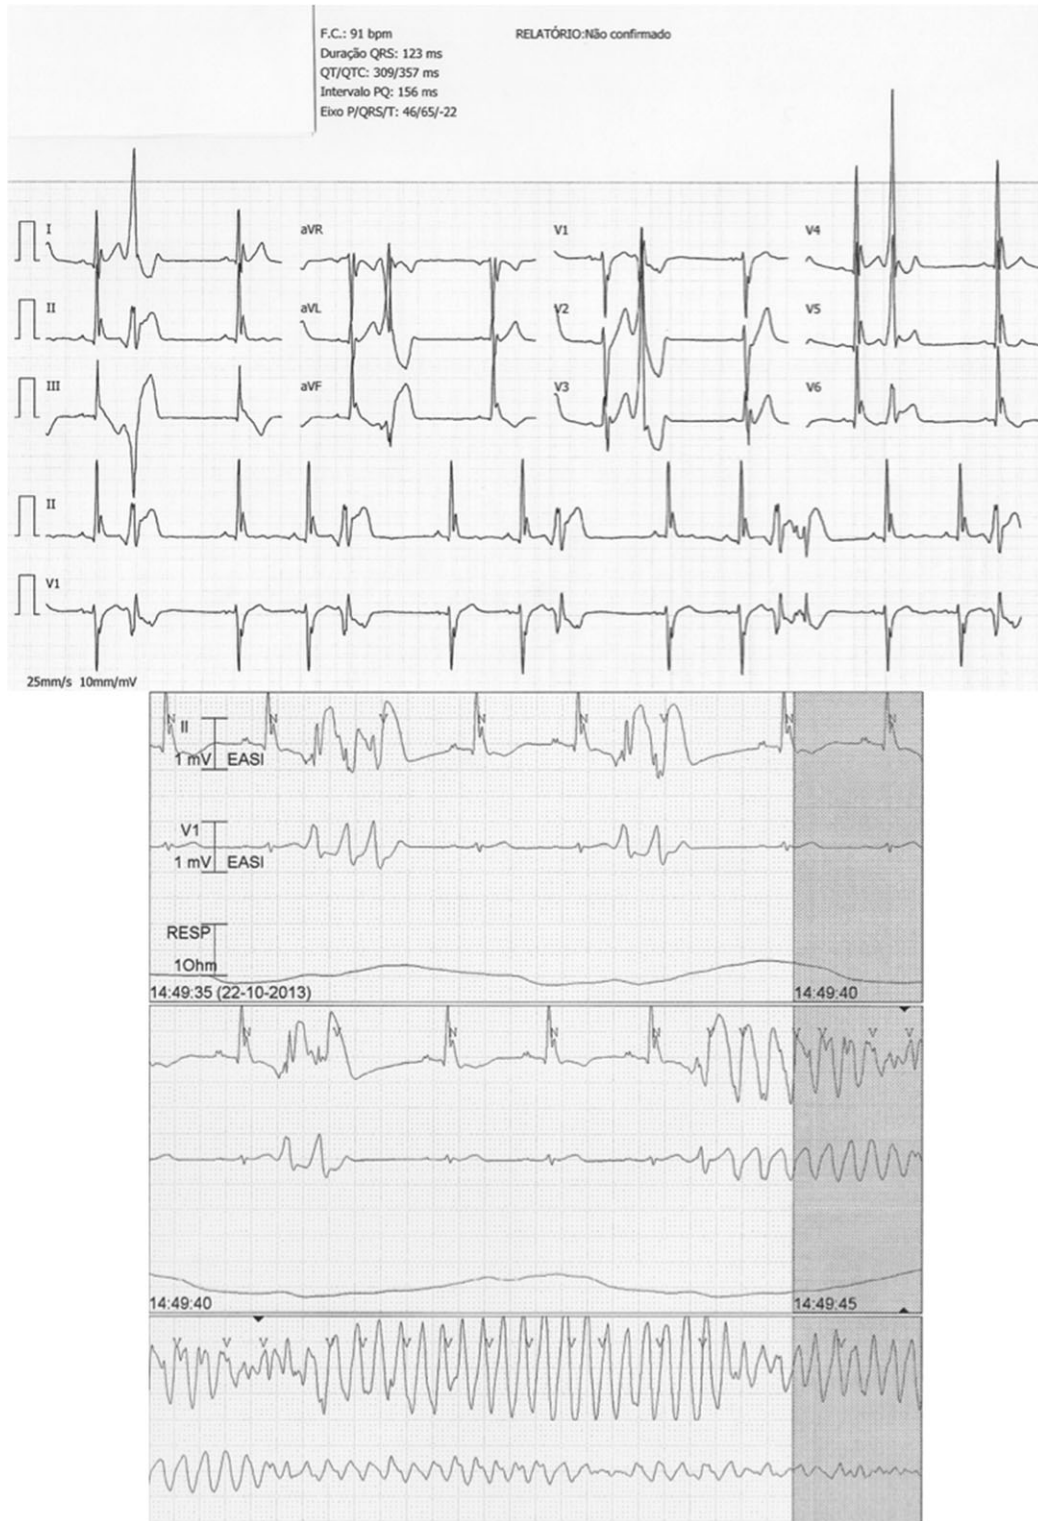 F.C.: 91 bpm
RELATÓRIO:Não confirmado
Duração QRS: 123 ms
QT/QTC: 309/357 ms
Intervalo PQ: 156 ms
Eixo P/QRS/T: 46/65/-22
I
aVR
V1
V4
II
aVL
V2
V5
III
aVF
V3
V6
II
V1
25mm/s 10mm/mV
N N V N N V N N
II
1 mV EASI
V1
1 mV EASI
RESP
1Ohm
14:49:35 (22-10-2013) 14:49:40
N V N N N V V V V V V
14:49:40 14:49:45
V V V V V V V V V V V V V V